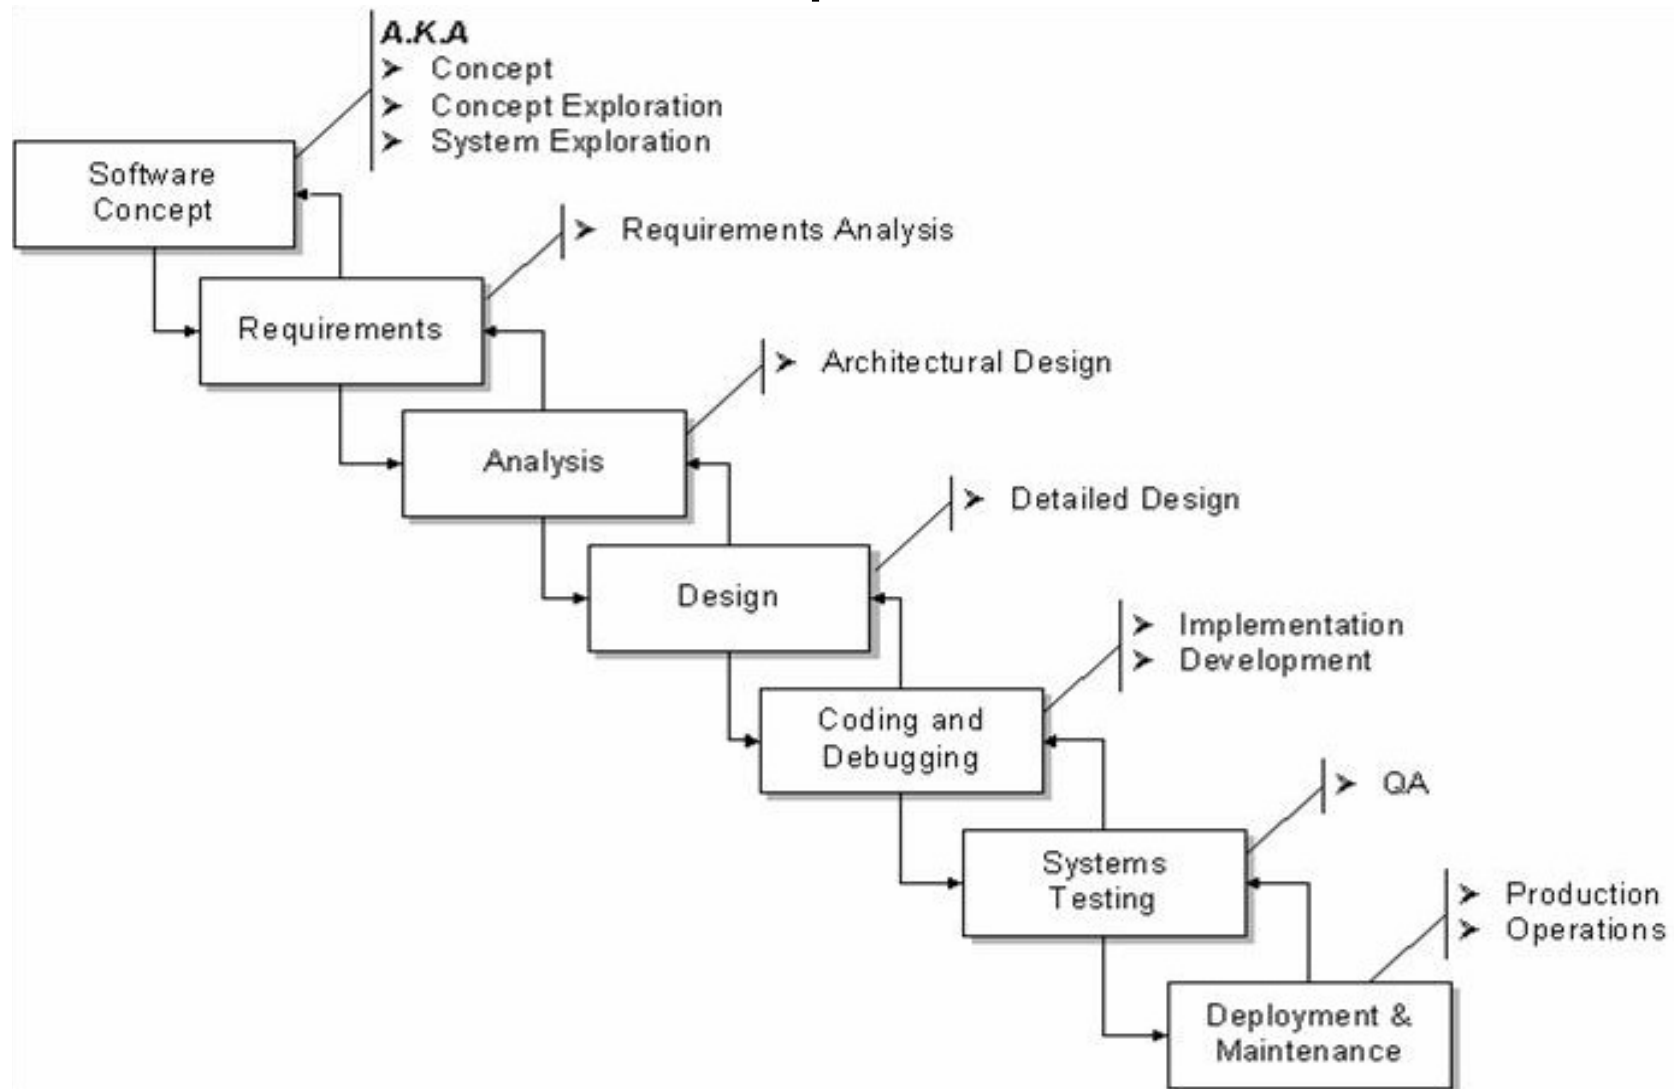 A.K.A
➢ Concept
➢ Concept Exploration
➢ System Exploration
Software
Concept
➢ Requirements Analysis
Requirements
➢ Architectural Design
Analysis
➢ Detailed Design
Design
➢ Implementation
➢ Development
Coding and
Debugging
➢ QA
Systems
Testing
➢ Production
➢ Operations
Deployment &
Maintenance